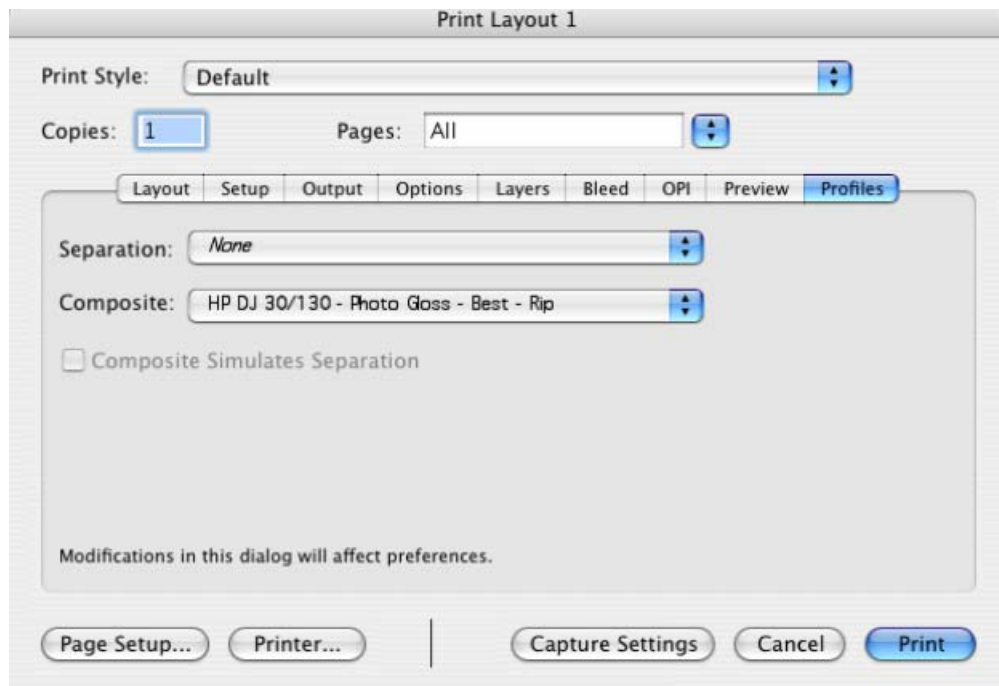 Print Layout 1
Print Style: Default
Copies: 1 Pages: All
Layout Setup Output Options Layers Bleed OPI Preview Profiles
Separation: None
Composite: HP DJ 30/130 - Photo Gloss - Best - Rip
Composite Simulates Separation
Modifications in this dialog will affect preferences.
Page Setup... Printer... Capture Settings Cancel Print